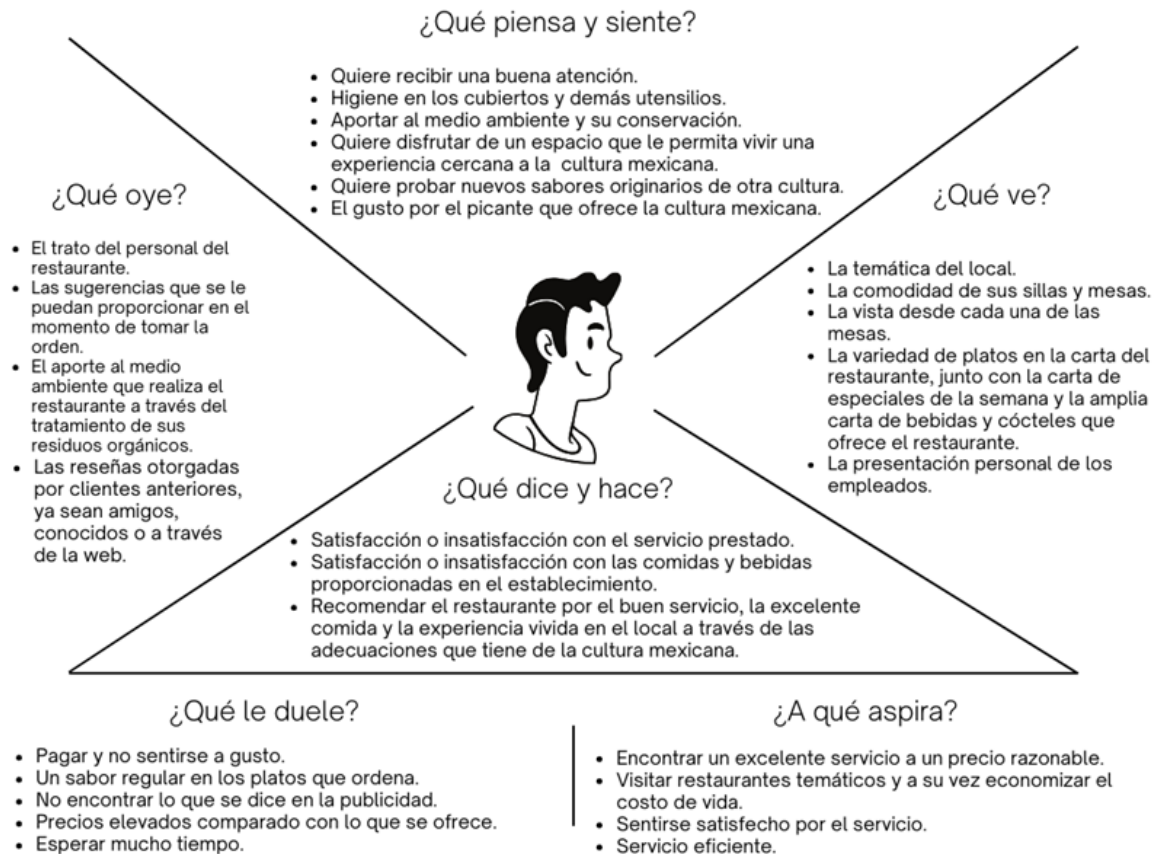 ¿Qué piensa y siente?
• Quiere recibir una buena atención.
• Higiene en los cubiertos y demás utensilios.
• Aportar al medio ambiente y su conservación.
• Quiere disfrutar de un espacio que le permita vivir una
experiencia cercana a la cultura mexicana.
• Quiere probar nuevos sabores originarios de otra cultura.
• El gusto por el picante que ofrece la cultura mexicana.
¿Qué oye?
• El trato del personal del
restaurante.
• Las sugerencias que se le
puedan proporcionar en el
momento de tomar la
orden.
• El aporte al medio
ambiente que realiza el
restaurante a través del
tratamiento de sus
residuos orgánicos.
• Las reseñas otorgadas
por clientes anteriores,
ya sean amigos,
conocidos o a través
de la web.
¿Qué ve?
• La temática del local.
• La comodidad de sus sillas y mesas.
• La vista desde cada una de las
mesas.
• La variedad de platos en la carta del
restaurante, junto con la carta de
especiales de la semana y la amplia
carta de bebidas y cócteles que
ofrece el restaurante.
• La presentación personal de los
empleados.
¿Qué dice y hace?
• Satisfacción o insatisfacción con el servicio prestado.
• Satisfacción o insatisfacción con las comidas y bebidas
proporcionadas en el establecimiento.
• Recomendar el restaurante por el buen servicio, la excelente
comida y la experiencia vivida en el local a través de las
adecuaciones que tiene de la cultura mexicana.
¿Qué le duele?
• Pagar y no sentirse a gusto.
• Un sabor regular en los platos que ordena.
• No encontrar lo que se dice en la publicidad.
• Precios elevados comparado con lo que se ofrece.
• Esperar mucho tiempo.
¿A qué aspira?
• Encontrar un excelente servicio a un precio razonable.
• Visitar restaurantes temáticos y a su vez economizar el
costo de vida.
• Sentirse satisfecho por el servicio.
• Servicio eficiente.